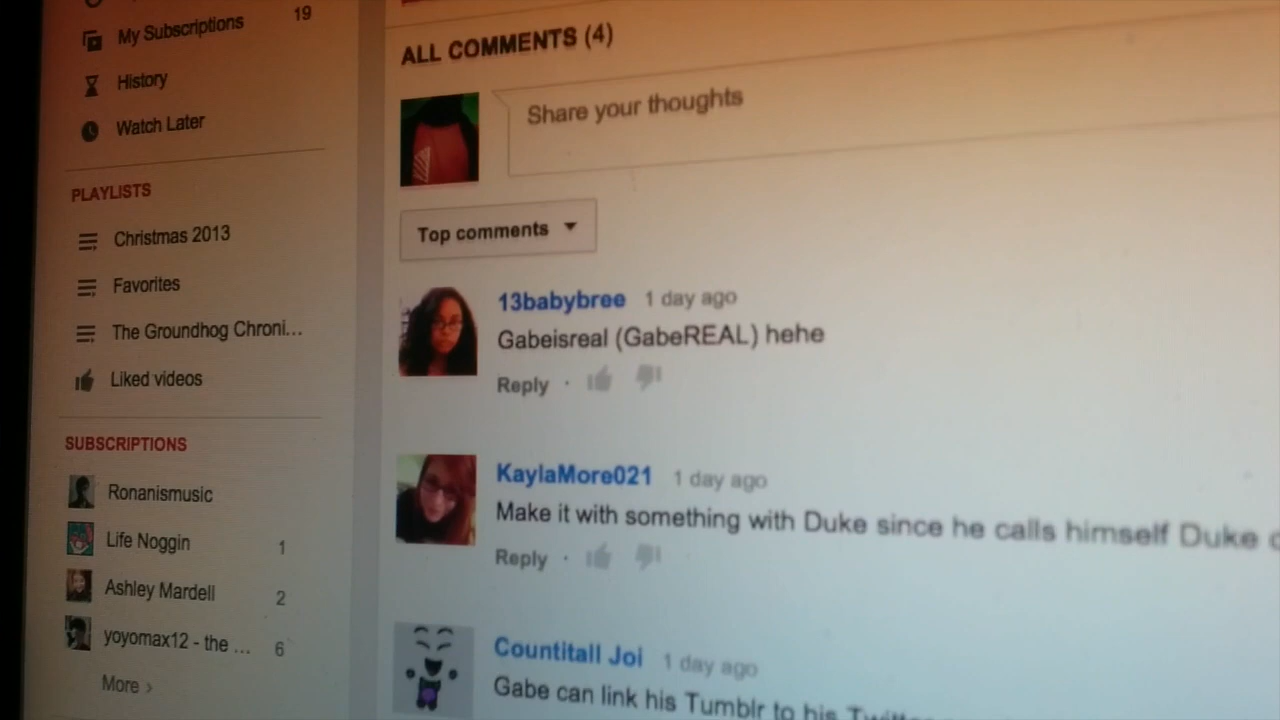 My Subscriptions 19
History
Watch Later
PLAYLISTS
Christmas 2013
Favorites
The Groundhog Chroni...
Liked videos
SUBSCRIPTIONS
Ronanismusic
Life Noggin 1
Ashley Mardell 2
yoyomax12 - the ... 6
More ›
ALL COMMENTS (4)
Share your thoughts
Top comments
13babybree 1 day ago
Gabeisreal (GabeREAL) hehe
Reply ·
KaylaMore021 1 day ago
Make it with something with Duke since he calls himself Duke
Reply ·
Countitall Joi 1 day ago
Gabe can link his Tumblr to his